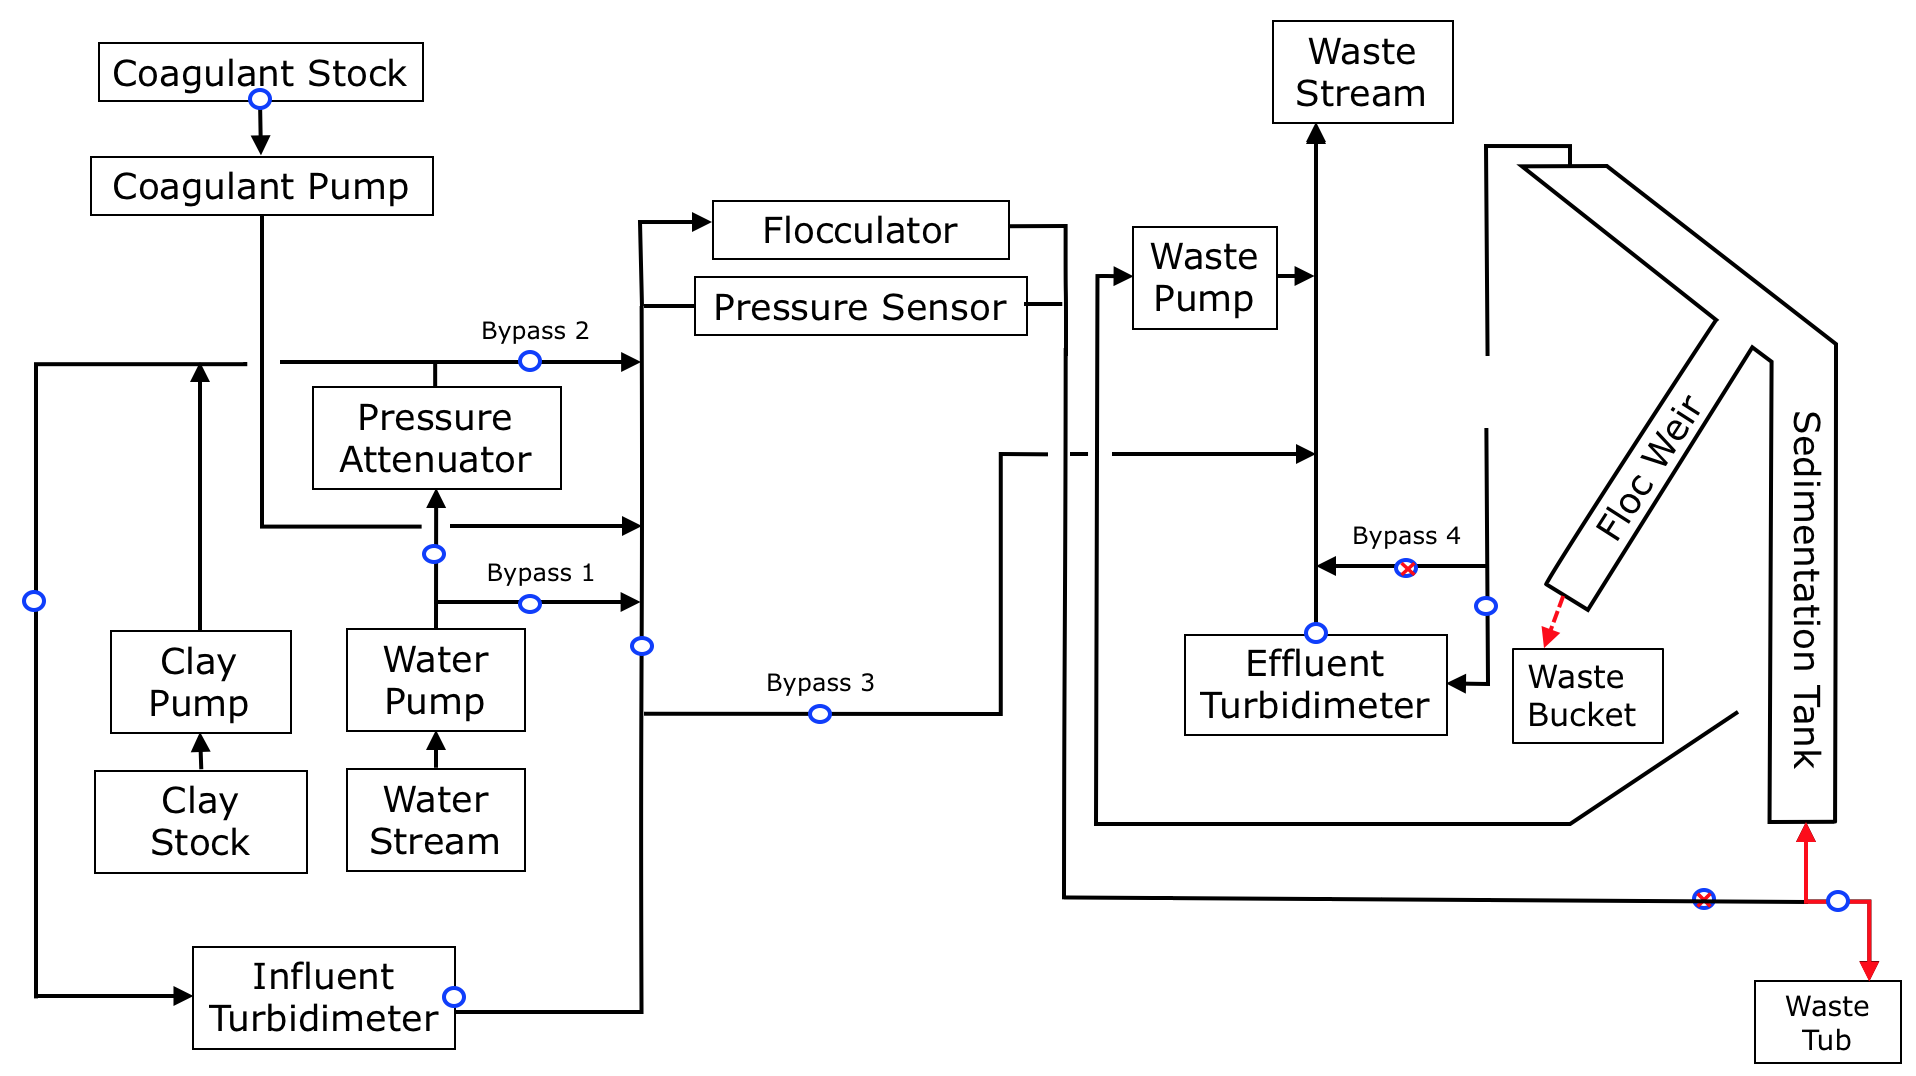 Coagulant Stock
Coagulant Pump
Waste
Stream
Flocculator
Pressure Sensor
Waste
Pump
Bypass 2
Pressure
Attenuator
Bypass 1
Clay
Pump
Water
Pump
Clay
Stock
Water
Stream
Influent
Turbidimeter
Bypass 3
Bypass 4
Effluent
Turbidimeter
Floc Weir
Sedimentation Tank
Waste
Bucket
Waste
Tub